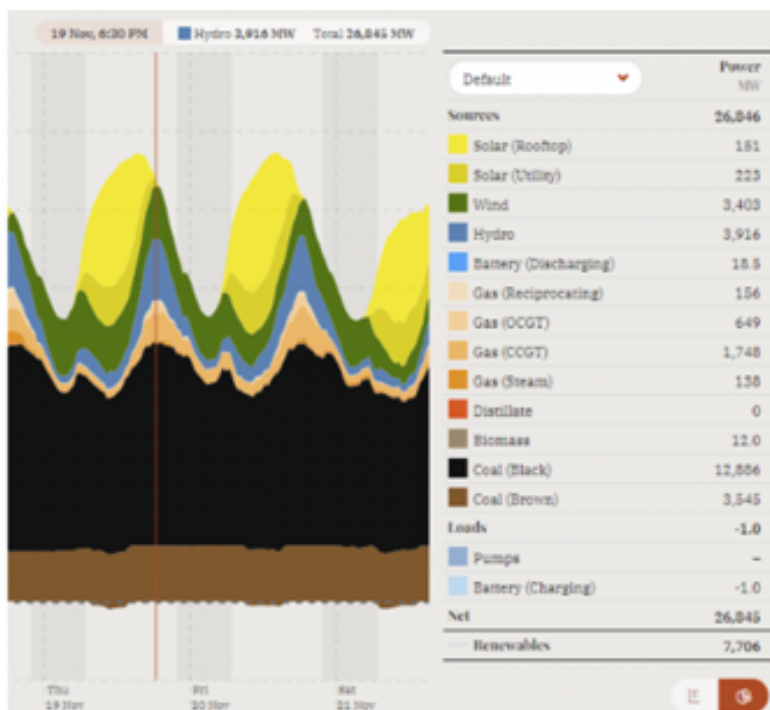 19 Nov, 6:30 PM Hydro 3,916 MW Total 26,845 MW
Default Power
MW
Sources 26,846
Solar (Rooftop) 151
Solar (Utility) 223
Wind 3,403
Hydro 3,916
Battery (Discharging) 18.5
Gas (Reciprocating) 156
Gas (OCGT) 649
Gas (CCGT) 1,748
Gas (Steam) 138
Distillate 0
Biomass 12.0
Coal (Black) 12,886
Coal (Brown) 3,545
Loads -1.0
Pumps –
Battery (Charging) -1.0
Net 26,845
Renewables 7,706
Thu Fri Sat
19 Nov 20 Nov 21 Nov